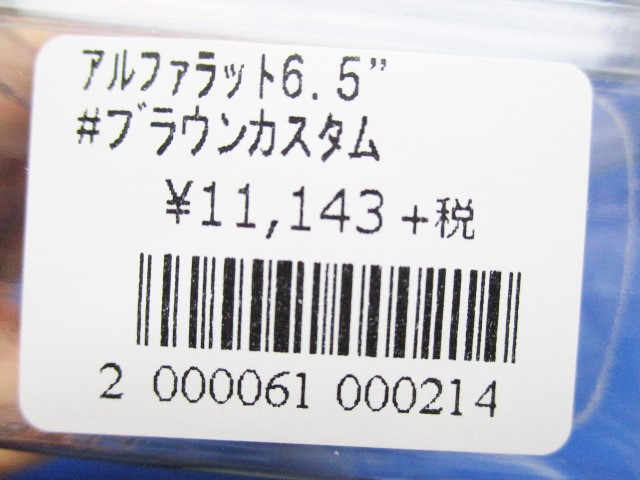 アルファラット6.5”
#ブラウンカスタム
¥11,143+税
2 000061 000214